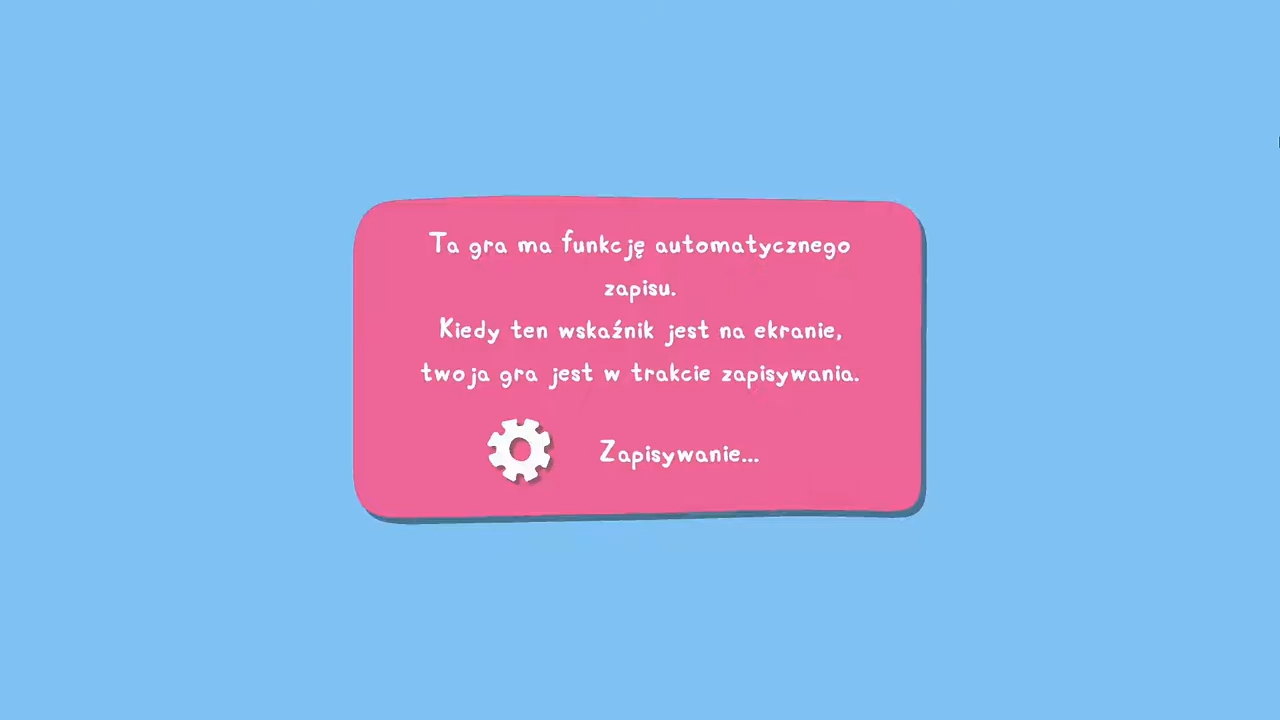 Ta gra ma funkcję automatycznego
zapisu.
Kiedy ten wskaźnik jest na ekranie,
twoja gra jest w trakcie zapisywania.
Zapisywanie...